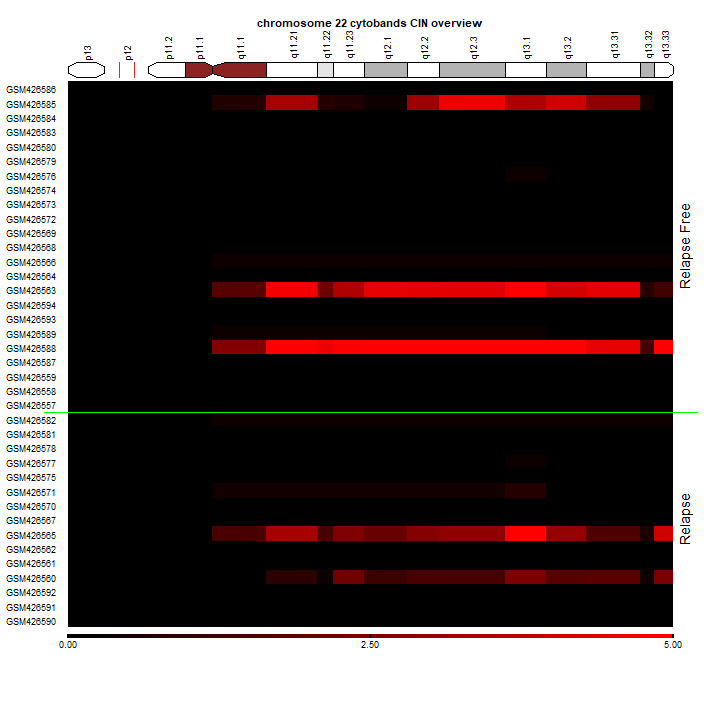 chromosome 22 cytobands CIN overview
p13
p12
p11.2
p11.1
q11.1
q11.21
q11.22
q11.23
q12.1
q12.2
q12.3
q13.1
q13.2
q13.31
q13.32
q13.33
GSM426586
GSM426585
GSM426584
GSM426583
GSM426580
GSM426579
GSM426576
GSM426574
GSM426573
GSM426572
GSM426569
GSM426568
GSM426566
GSM426564
GSM426563
GSM426594
GSM426593
GSM426589
GSM426588
GSM426587
GSM426559
GSM426558
GSM426557
Relapse Free
GSM426582
GSM426581
GSM426578
GSM426577
GSM426575
GSM426571
GSM426570
GSM426567
GSM426565
GSM426562
GSM426561
GSM426560
GSM426592
GSM426591
GSM426590
Relapse
0.00
2.50
5.00